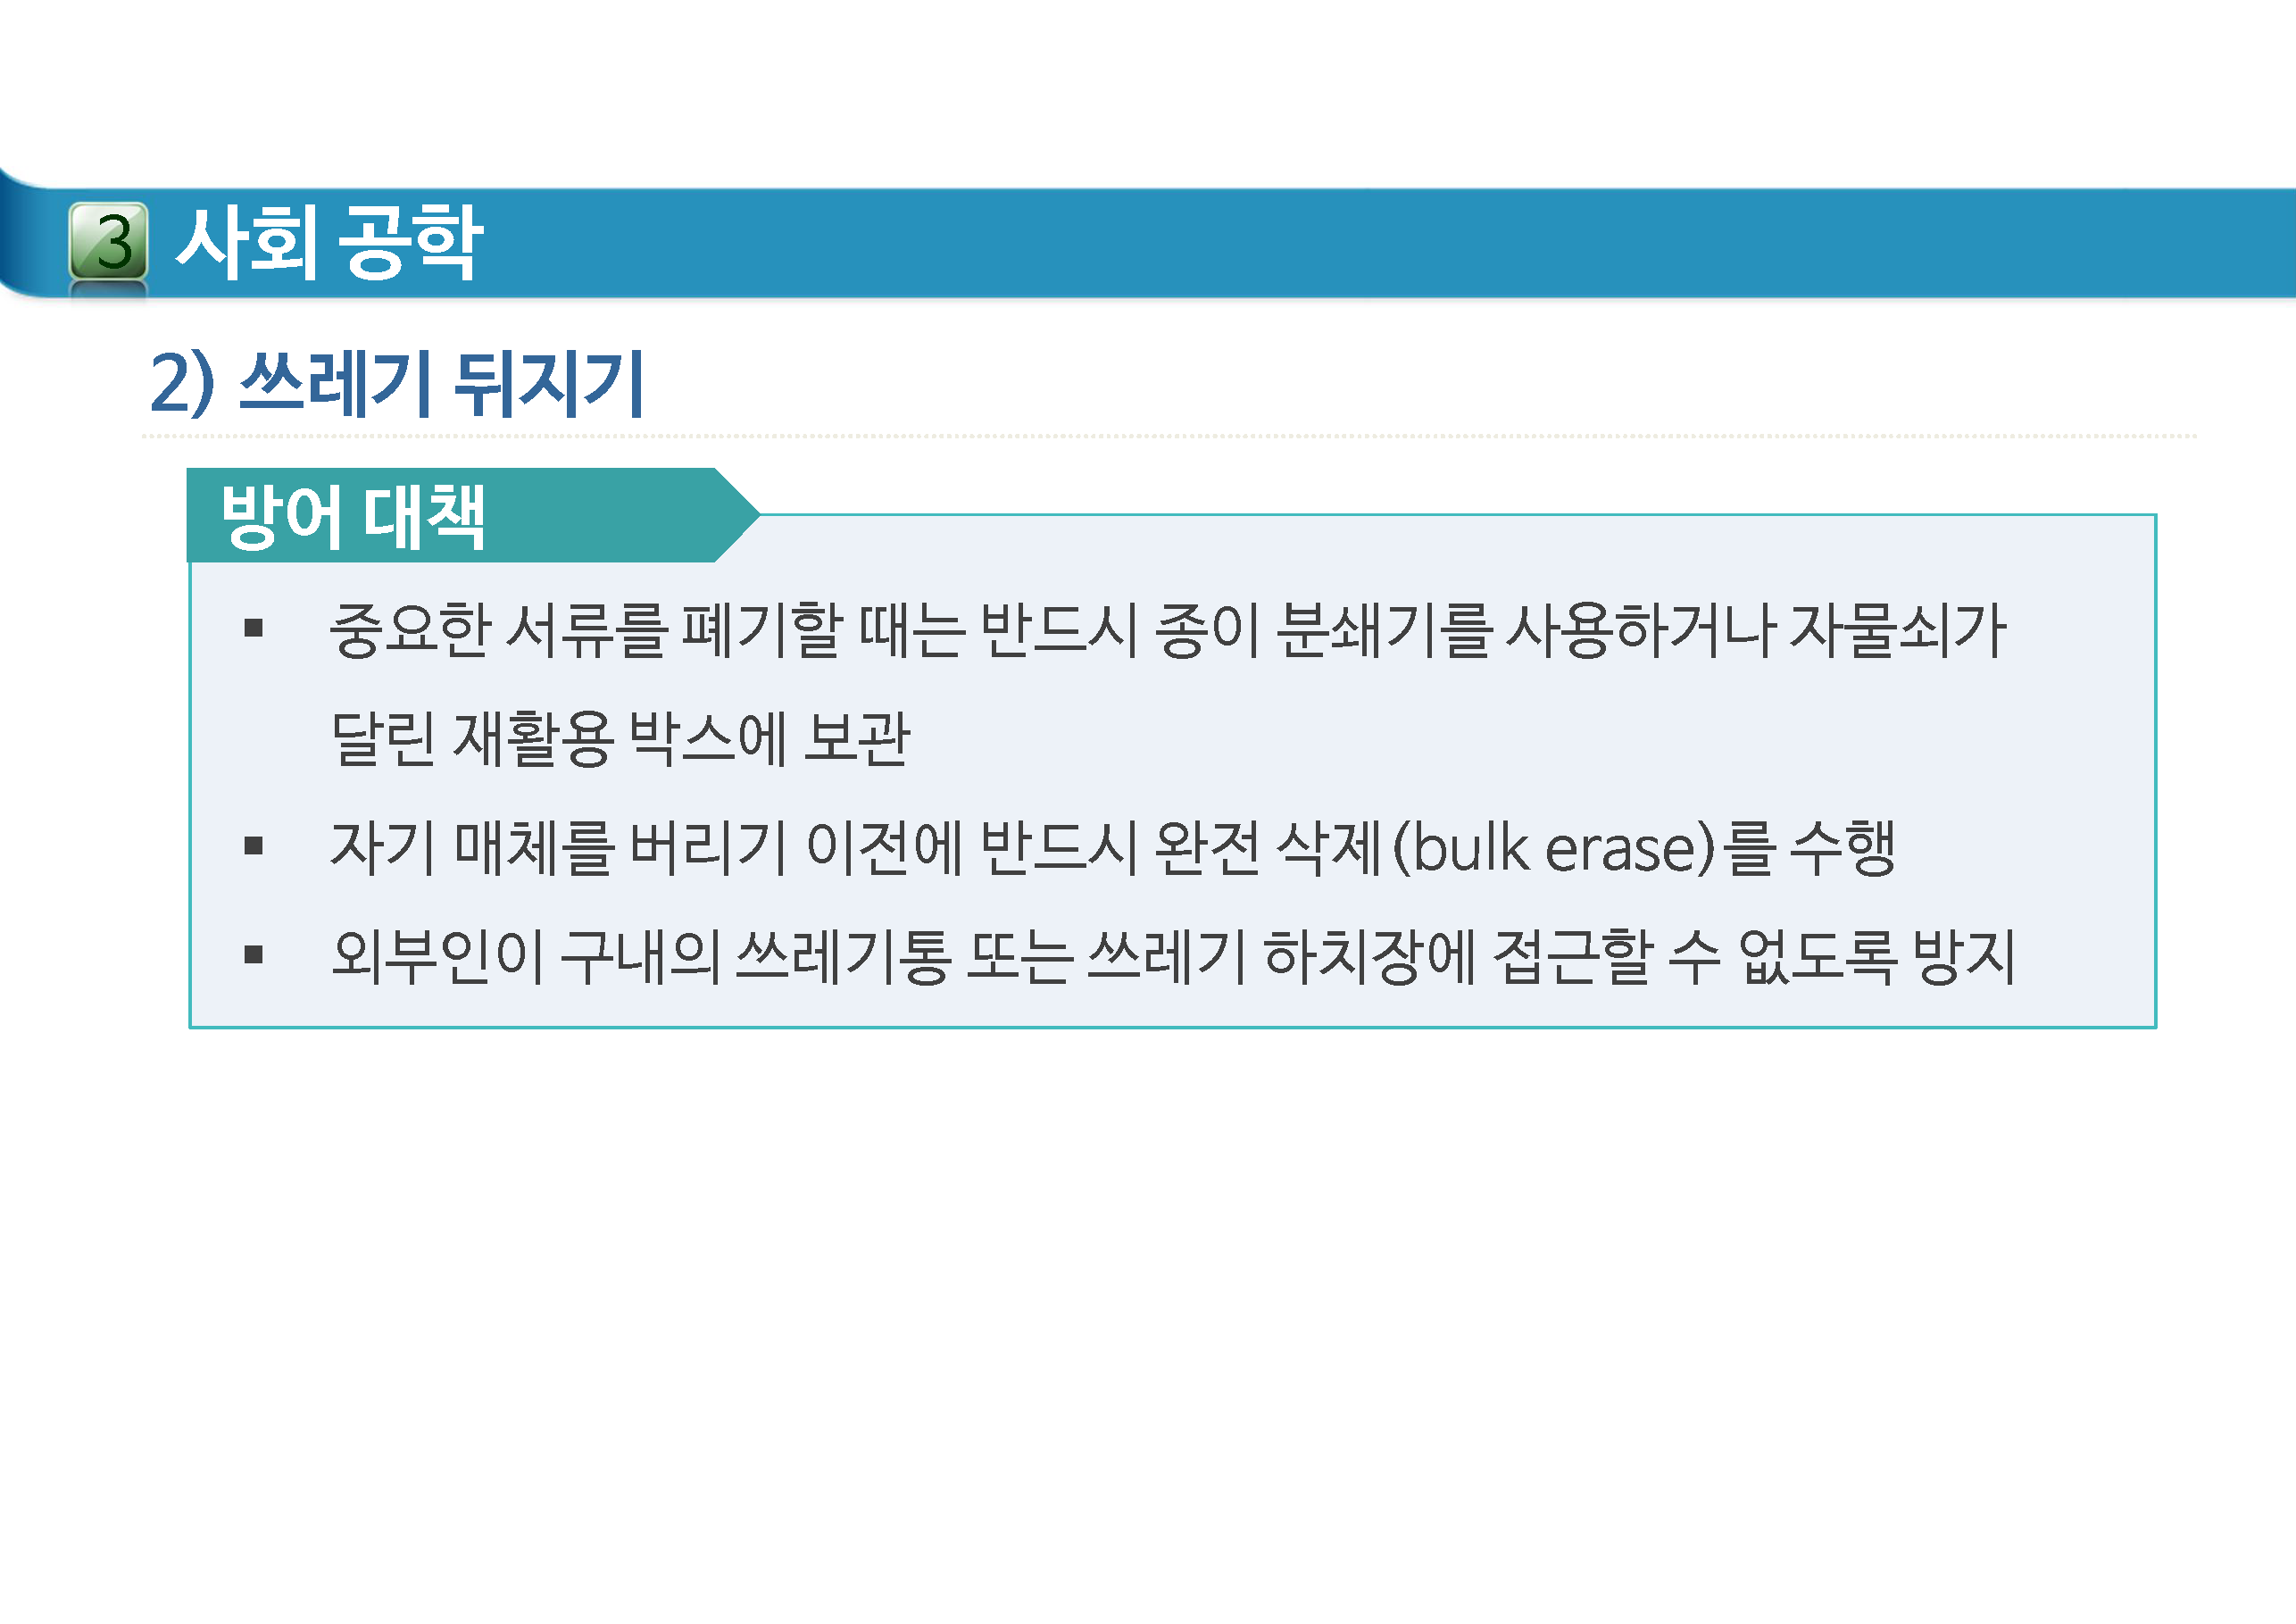 3 사회 공학
2) 쓰레기 뒤지기
방어 대책
▪ 중요한 서류를 폐기할 때는 반드시 종이 분쇄기를 사용하거나 자물쇠가
달린 재활용 박스에 보관
▪ 자기 매체를 버리기 이전에 반드시 완전 삭제(bulk erase)를 수행
▪ 외부인이 구내의 쓰레기통 또는 쓰레기 하치장에 접근할 수 없도록 방지